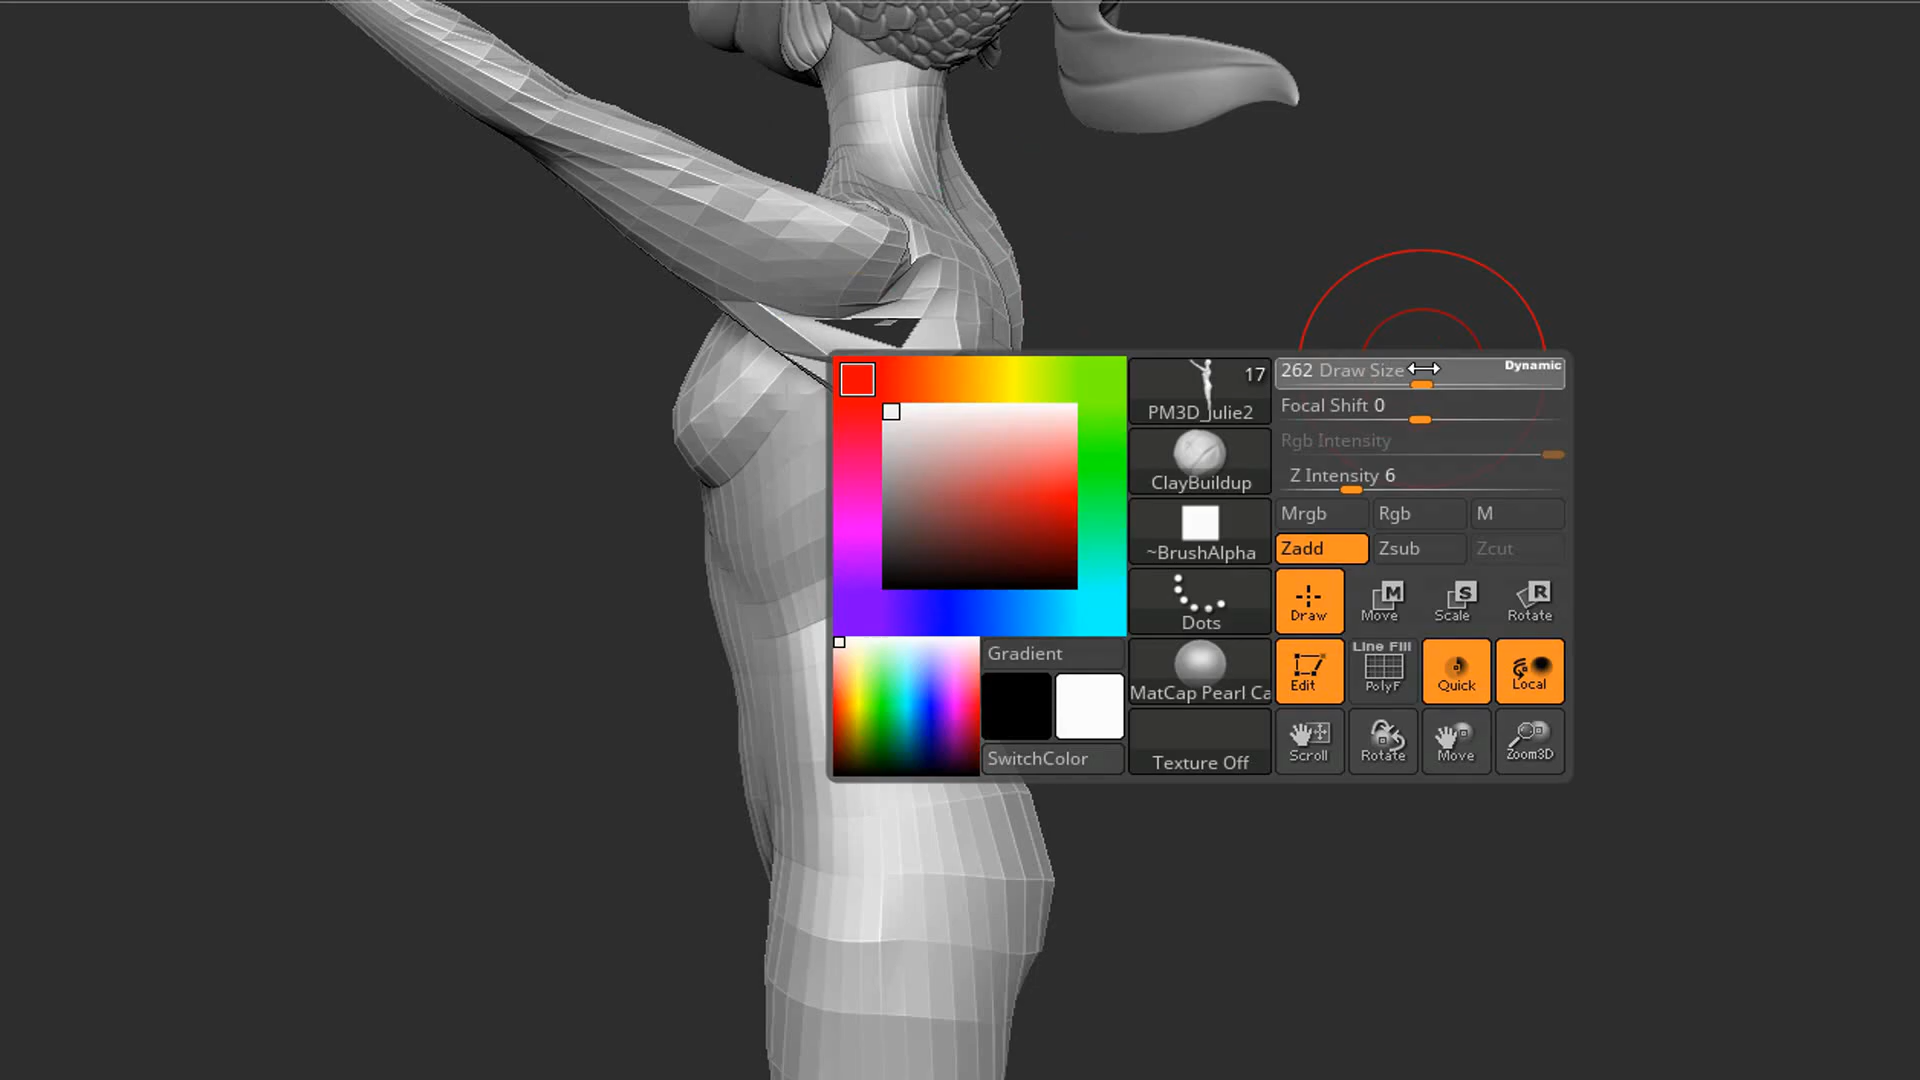 17
PM3D_Julie2
ClayBuildup
~BrushAlpha
Dots
MatCap Pearl Ca
Texture Off
Gradient
SwitchColor
262 Draw Size
Dynamic
Focal Shift 0
Rgb Intensity
Z Intensity 6
Mrgb Rgb M
Zadd Zsub Zcut
Draw M Move S Scale R Rotate
Edit Line Fill PolyF Quick Local
Scroll Rotate Move Zoom3D